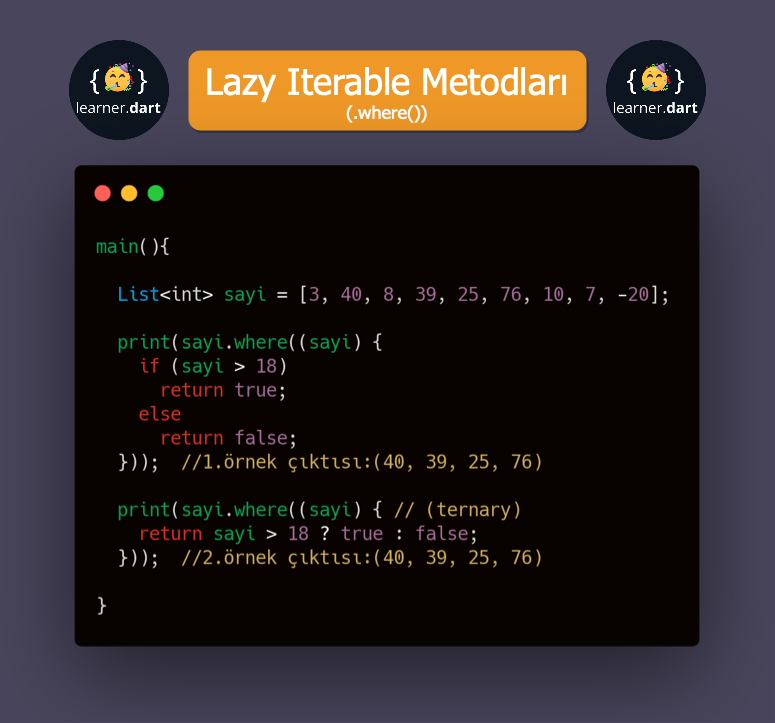 {🥳}
learner.dart
Lazy Iterable Metodları
(.where())
{🥳}
learner.dart
main(){
List<int> sayi = [3, 40, 8, 39, 25, 76, 10, 7, -20];
print(sayi.where((sayi) {
if (sayi > 18)
return true;
else
return false;
})); //1.örnek çıktısı:(40, 39, 25, 76)
print(sayi.where((sayi) { // (ternary)
return sayi > 18 ? true : false;
})); //2.örnek çıktısı:(40, 39, 25, 76)
}